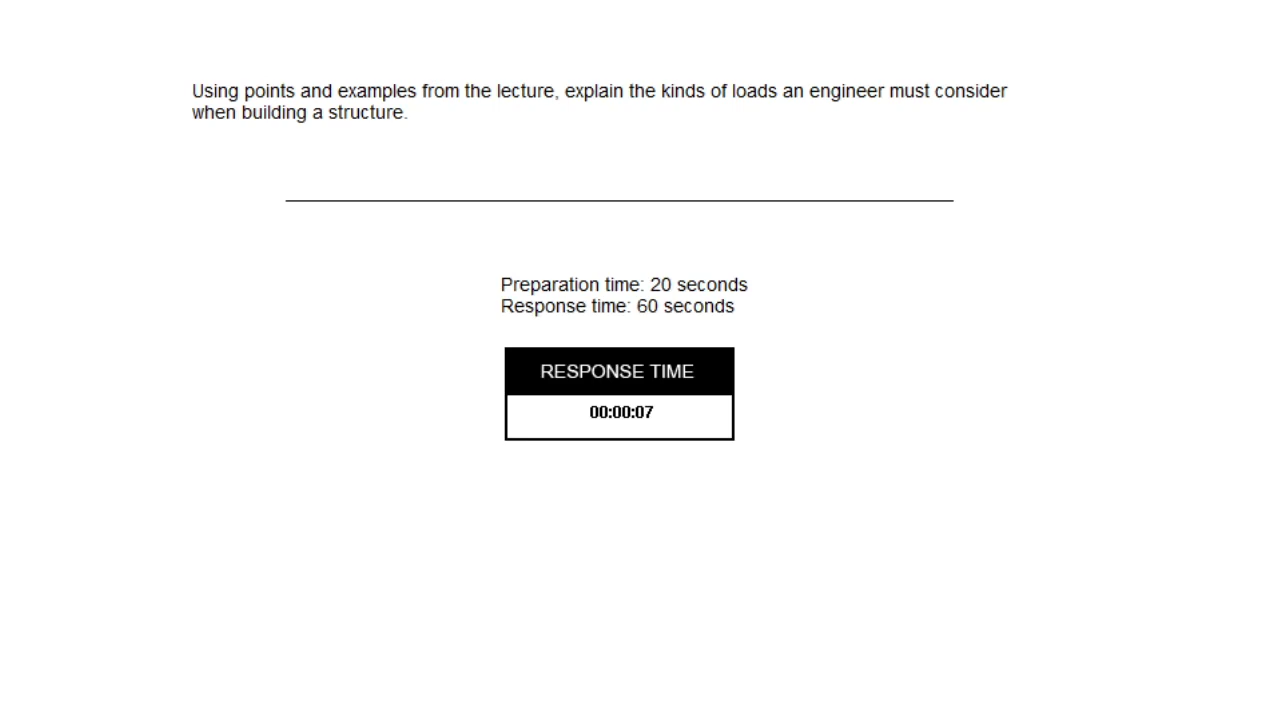 Using points and examples from the lecture, explain the kinds of loads an engineer must consider
when building a structure.
Preparation time: 20 seconds
Response time: 60 seconds
RESPONSE TIME
00:00:07